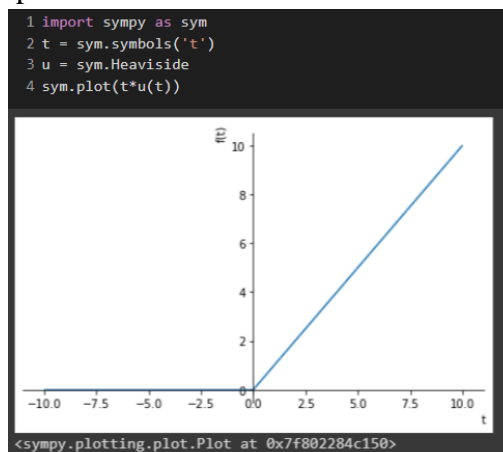 1 import sympy as sym
2 t = sym.symbols('t')
3 u = sym.Heaviside
4 sym.plot(t*u(t))
f(t)
10
8
6
4
2
0
-10.0 -7.5 -5.0 -2.5 0.0 2.5 5.0 7.5 10.0
t
<sympy.plotting.plot.Plot at 0x7f802284c150>